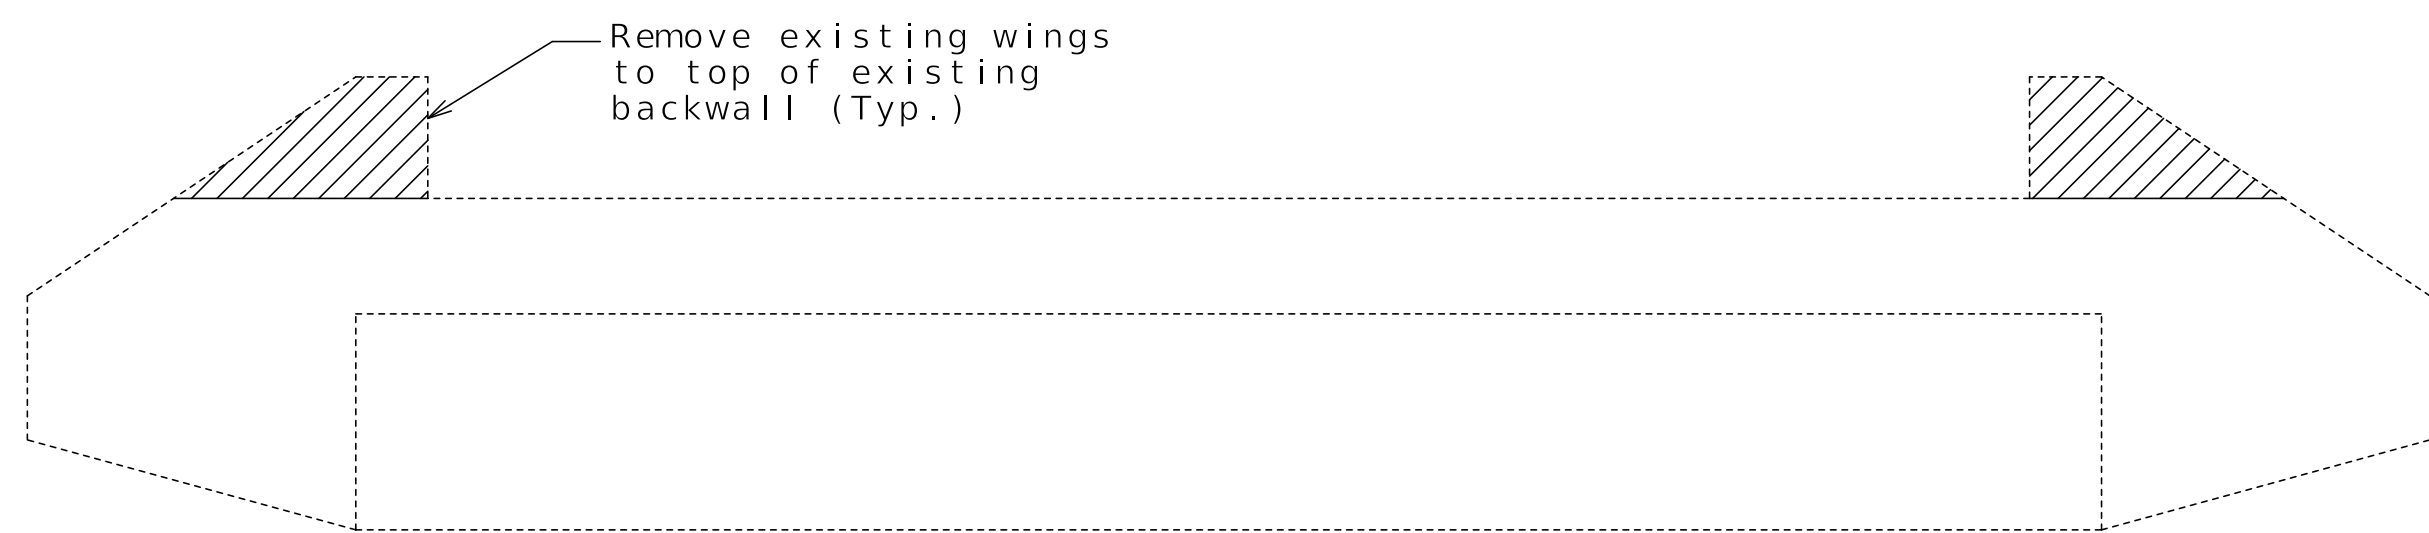 Remove existing wings
to top of existing
backwall (Typ.)